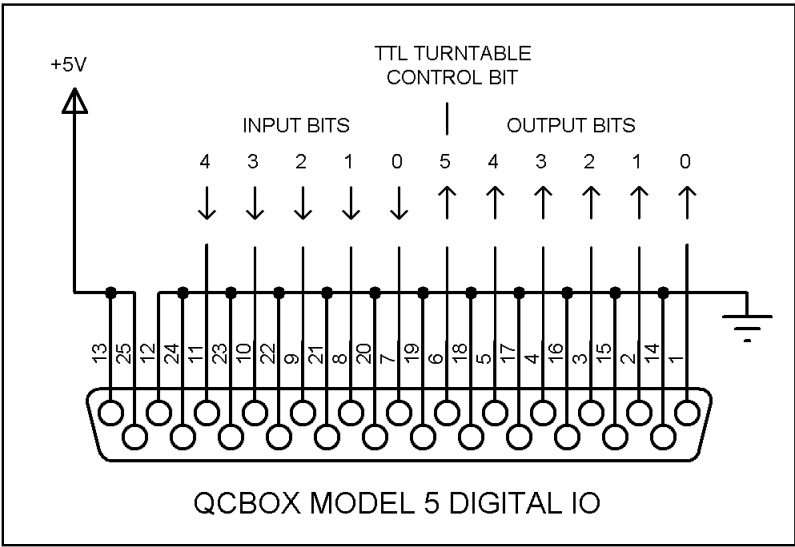 TTL TURNTABLE
CONTROL BIT
+5V
INPUT BITS OUTPUT BITS
4 3 2 1 0 5 4 3 2 1 0
13 25 12 24 11 23 10 22 9 21 8 20 7 19 6 18 5 17 4 16 3 15 2 14 1
QCBOX MODEL 5 DIGITAL IO